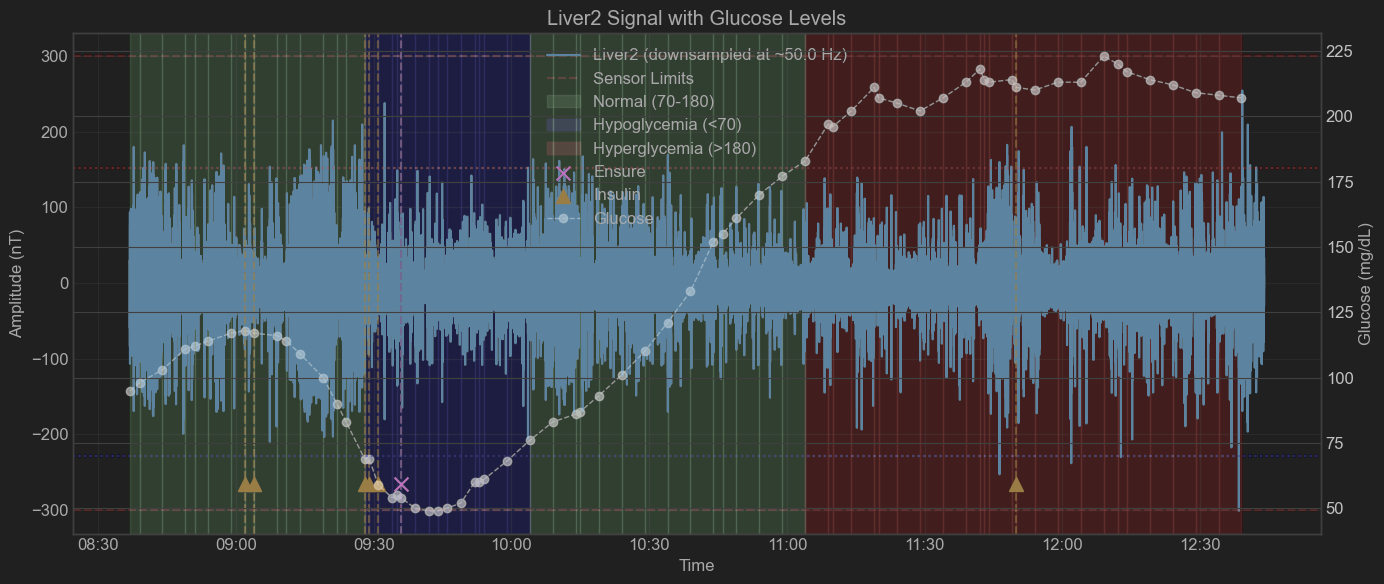 Liver2 Signal with Glucose Levels
Liver2 (downsampled at ~50.0 Hz)
Sensor Limits
Normal (70-180)
Hypoglycemia (<70)
Hyperglycemia (>180)
Ensure
Insulin
Glucose
Amplitude (nT)
300
200
100
0
−100
−200
−300
Glucose (mg/dL)
225
200
175
150
125
100
75
50
08:30
09:00
09:30
10:00
10:30
11:00
11:30
12:00
12:30
Time